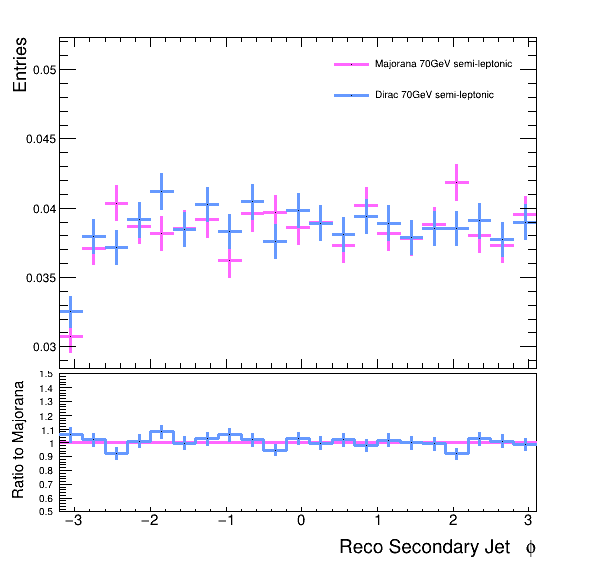 Entries
0.05
0.045
0.04
0.035
0.03
Majorana 70GeV semi-leptonic
Dirac 70GeV semi-leptonic
Ratio to Majorana
1.5
1.4
1.3
1.2
1.1
1
0.9
0.8
0.7
0.6
0.5
−3 −2 −1 0 1 2 3
Reco Secondary Jet ϕ